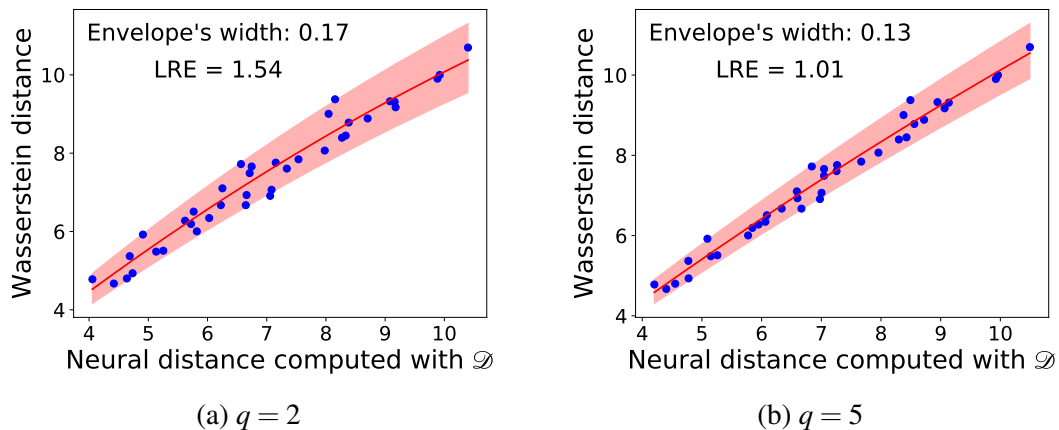 Envelope's width: 0.17
LRE = 1.54
10
8
6
4
Wasserstein distance
4 5 6 7 8 9 10
Neural distance computed with 𝒟
(a) q = 2
Envelope's width: 0.13
LRE = 1.01
10
8
6
4
Wasserstein distance
4 5 6 7 8 9 10
Neural distance computed with 𝒟
(b) q = 5